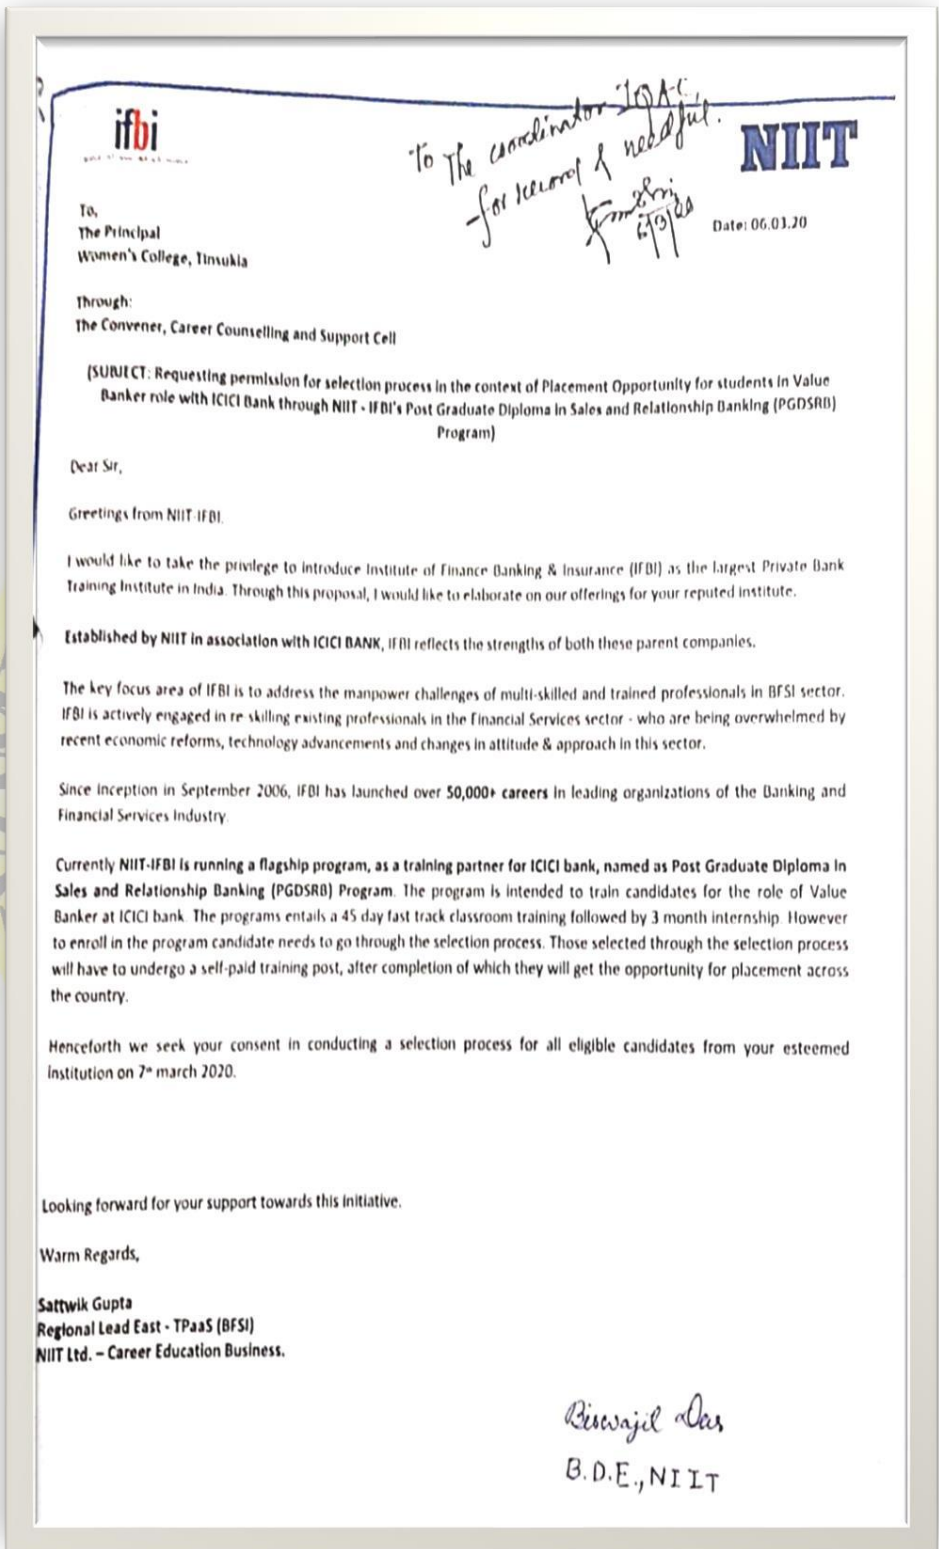 ifbi
To The coordinator IQAC,
for record & needful.
6/3/20
NIIT
Date: 06.03.20
To,
The Principal
Women's College, Tinsukia
Through:
The Convener, Career Counselling and Support Cell
(SUBJECT: Requesting permission for selection process in the context of Placement Opportunity for students in Value
Banker role with ICICI Bank through NIIT - IFBI's Post Graduate Diploma in Sales and Relationship Banking (PGDSRB)
Program)
Dear Sir,
Greetings from NIIT-IFBI.
I would like to take the privilege to introduce Institute of Finance Banking & Insurance (IFBI) as the largest Private Bank
Training Institute in India. Through this proposal, I would like to elaborate on our offerings for your reputed institute.
Established by NIIT in association with ICICI BANK, IFBI reflects the strengths of both these parent companies.
The key focus area of IFBI is to address the manpower challenges of multi-skilled and trained professionals in BFSI sector.
IFBI is actively engaged in re skilling existing professionals in the Financial Services sector - who are being overwhelmed by
recent economic reforms, technology advancements and changes in attitude & approach in this sector.
Since inception in September 2006, IFBI has launched over 50,000+ careers in leading organizations of the Banking and
Financial Services Industry.
Currently NIIT-IFBI is running a flagship program, as a training partner for ICICI bank, named as Post Graduate Diploma in
Sales and Relationship Banking (PGDSRB) Program. The program is intended to train candidates for the role of Value
Banker at ICICI bank. The programs entails a 45 day fast track classroom training followed by 3 month internship. However
to enroll in the program candidate needs to go through the selection process. Those selected through the selection process
will have to undergo a self-paid training post, after completion of which they will get the opportunity for placement across
the country.
Henceforth we seek your consent in conducting a selection process for all eligible candidates from your esteemed
institution on 7th march 2020.
Looking forward for your support towards this initiative.
Warm Regards,
Sattwik Gupta
Regional Lead East - TPaaS (BFSI)
NIIT Ltd. – Career Education Business.
Biswajit Das
B.D.E., NIIT